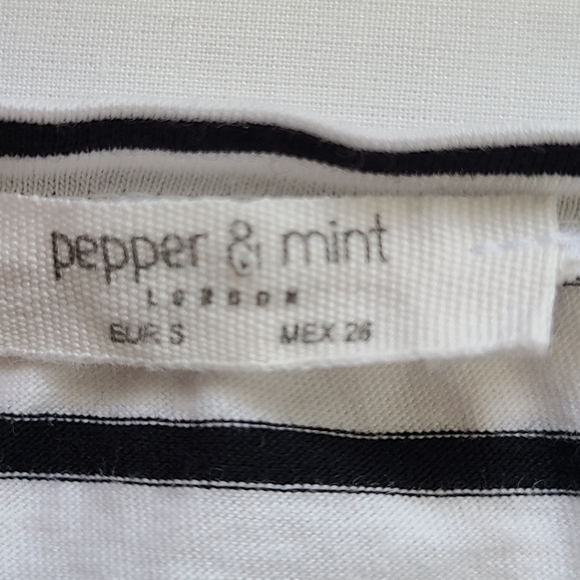 pepper & mint
LONDON
EUR S MEX 26